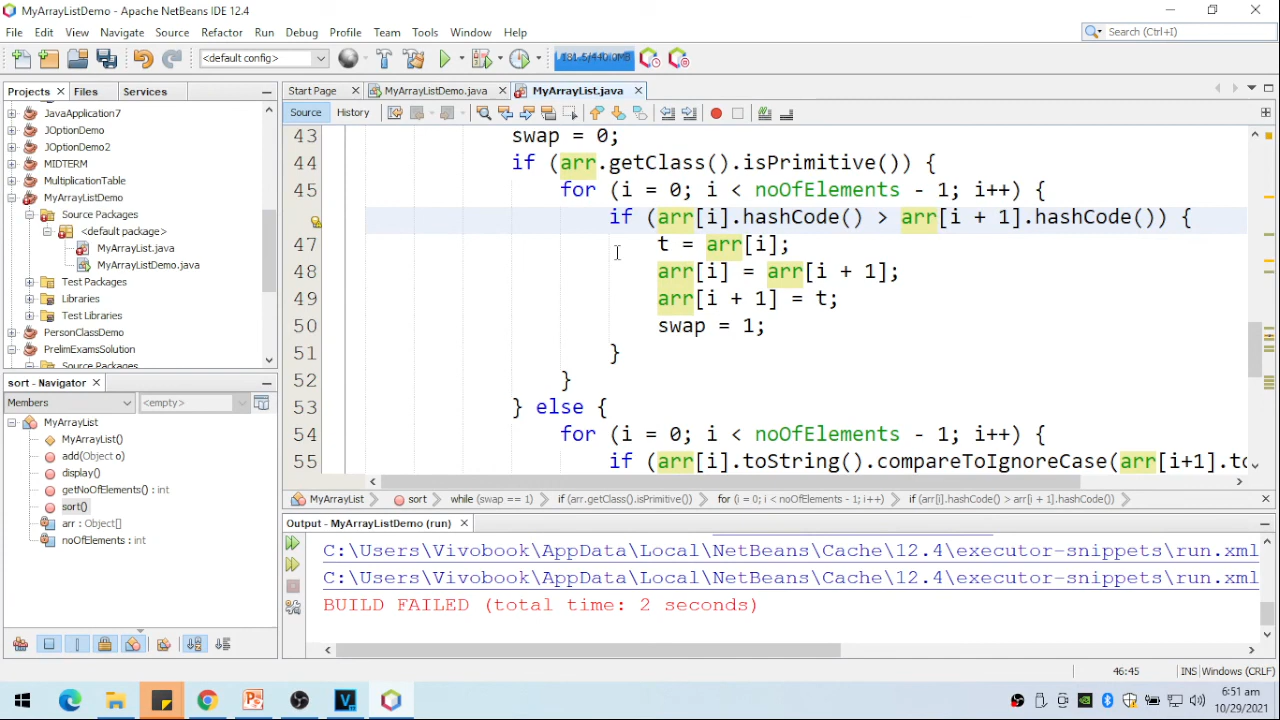 MyArrayListDemo - Apache NetBeans IDE 12.4
File Edit View Navigate Source Refactor Run Debug Profile Team Tools Window Help
Search (Ctrl+I)
<default config>
Projects Files Services
Start Page MyArrayListDemo.java MyArrayList.java
Source History
JavaApplication7
JOptionDemo
JOptionDemo2
MIDTERM
MultiplicationTable
MyArrayListDemo
Source Packages
<default package>
MyArrayList.java
MyArrayListDemo.java
Test Packages
Libraries
Test Libraries
PersonClassDemo
PrelimExamsSolution
Source Packages
43 swap = 0;
44 if (arr.getClass().isPrimitive()) {
45 for (i = 0; i < noOfElements - 1; i++) {
if (arr[i].hashCode() > arr[i + 1].hashCode()) {
47 t = arr[i];
48 arr[i] = arr[i + 1];
49 arr[i + 1] = t;
50 swap = 1;
51 }
52 }
53 } else {
54 for (i = 0; i < noOfElements - 1; i++) {
55 if (arr[i].toString().compareToIgnoreCase(arr[i+1].to
sort - Navigator
Members <empty>
MyArrayList
MyArrayList()
add(Object o)
display()
getNoOfElements() : int
sort()
arr : Object[]
noOfElements : int
MyArrayList sort while (swap == 1) if (arr.getClass().isPrimitive()) for (i = 0; i < noOfElements - 1; i++) if (arr[i].hashCode() > arr[i + 1].hashCode())
Output - MyArrayListDemo (run)
C:\Users\Vivobook\AppData\Local\NetBeans\Cache\12.4\executor-snippets\run.xml
C:\Users\Vivobook\AppData\Local\NetBeans\Cache\12.4\executor-snippets\run.xml
BUILD FAILED (total time: 2 seconds)
46:45 INS Windows (CRLF)
6:51 am
10/29/2021